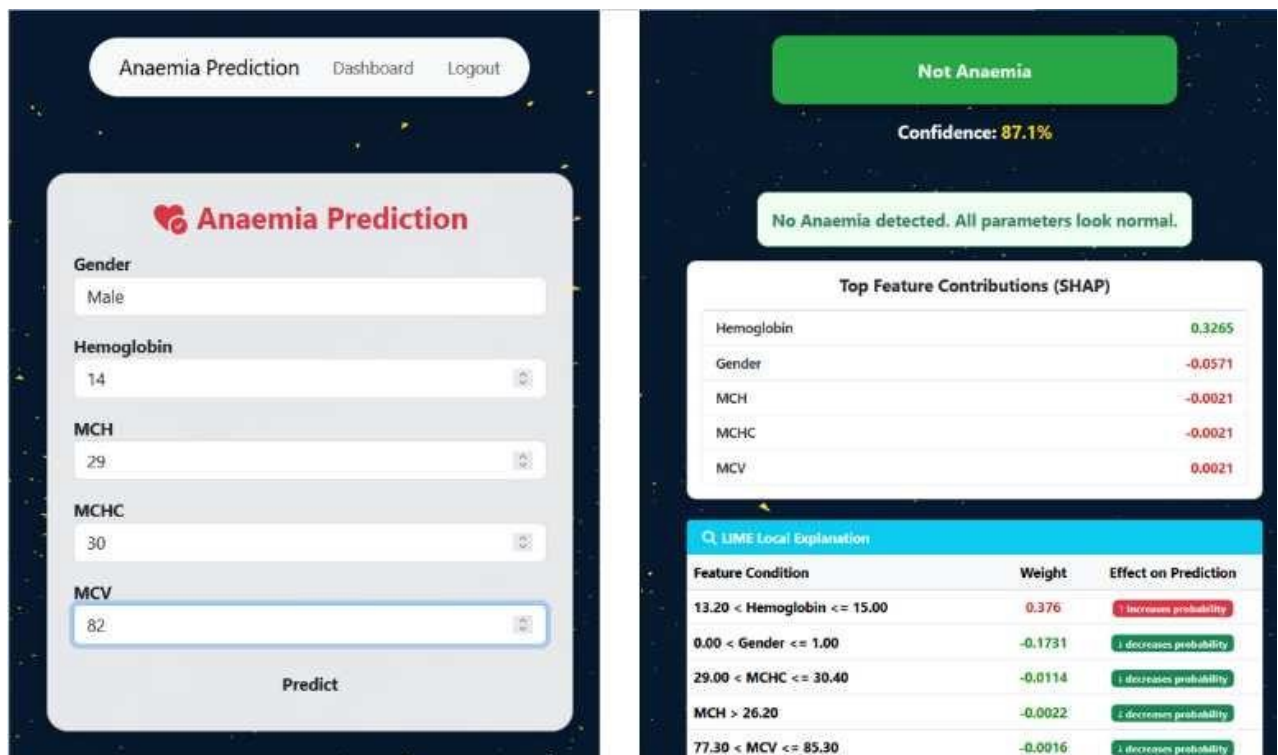 Anaemia Prediction Dashboard Logout
Anaemia Prediction
Gender
Male
Hemoglobin
14
MCH
29
MCHC
30
MCV
82
Predict
Not Anaemia
Confidence: 87.1%
No Anaemia detected. All parameters look normal.
Top Feature Contributions (SHAP)
Hemoglobin 0.3265
Gender -0.0571
MCH -0.0021
MCHC -0.0021
MCV 0.0021
LIME Local Explanation
Feature Condition Weight Effect on Prediction
13.20 < Hemoglobin <= 15.00 0.376 ↑ increases probability
0.00 < Gender <= 1.00 -0.1731 ↓ decreases probability
29.00 < MCHC <= 30.40 -0.0114 ↓ decreases probability
MCH > 26.20 -0.0022 ↓ decreases probability
77.30 < MCV <= 85.30 -0.0016 ↓ decreases probability